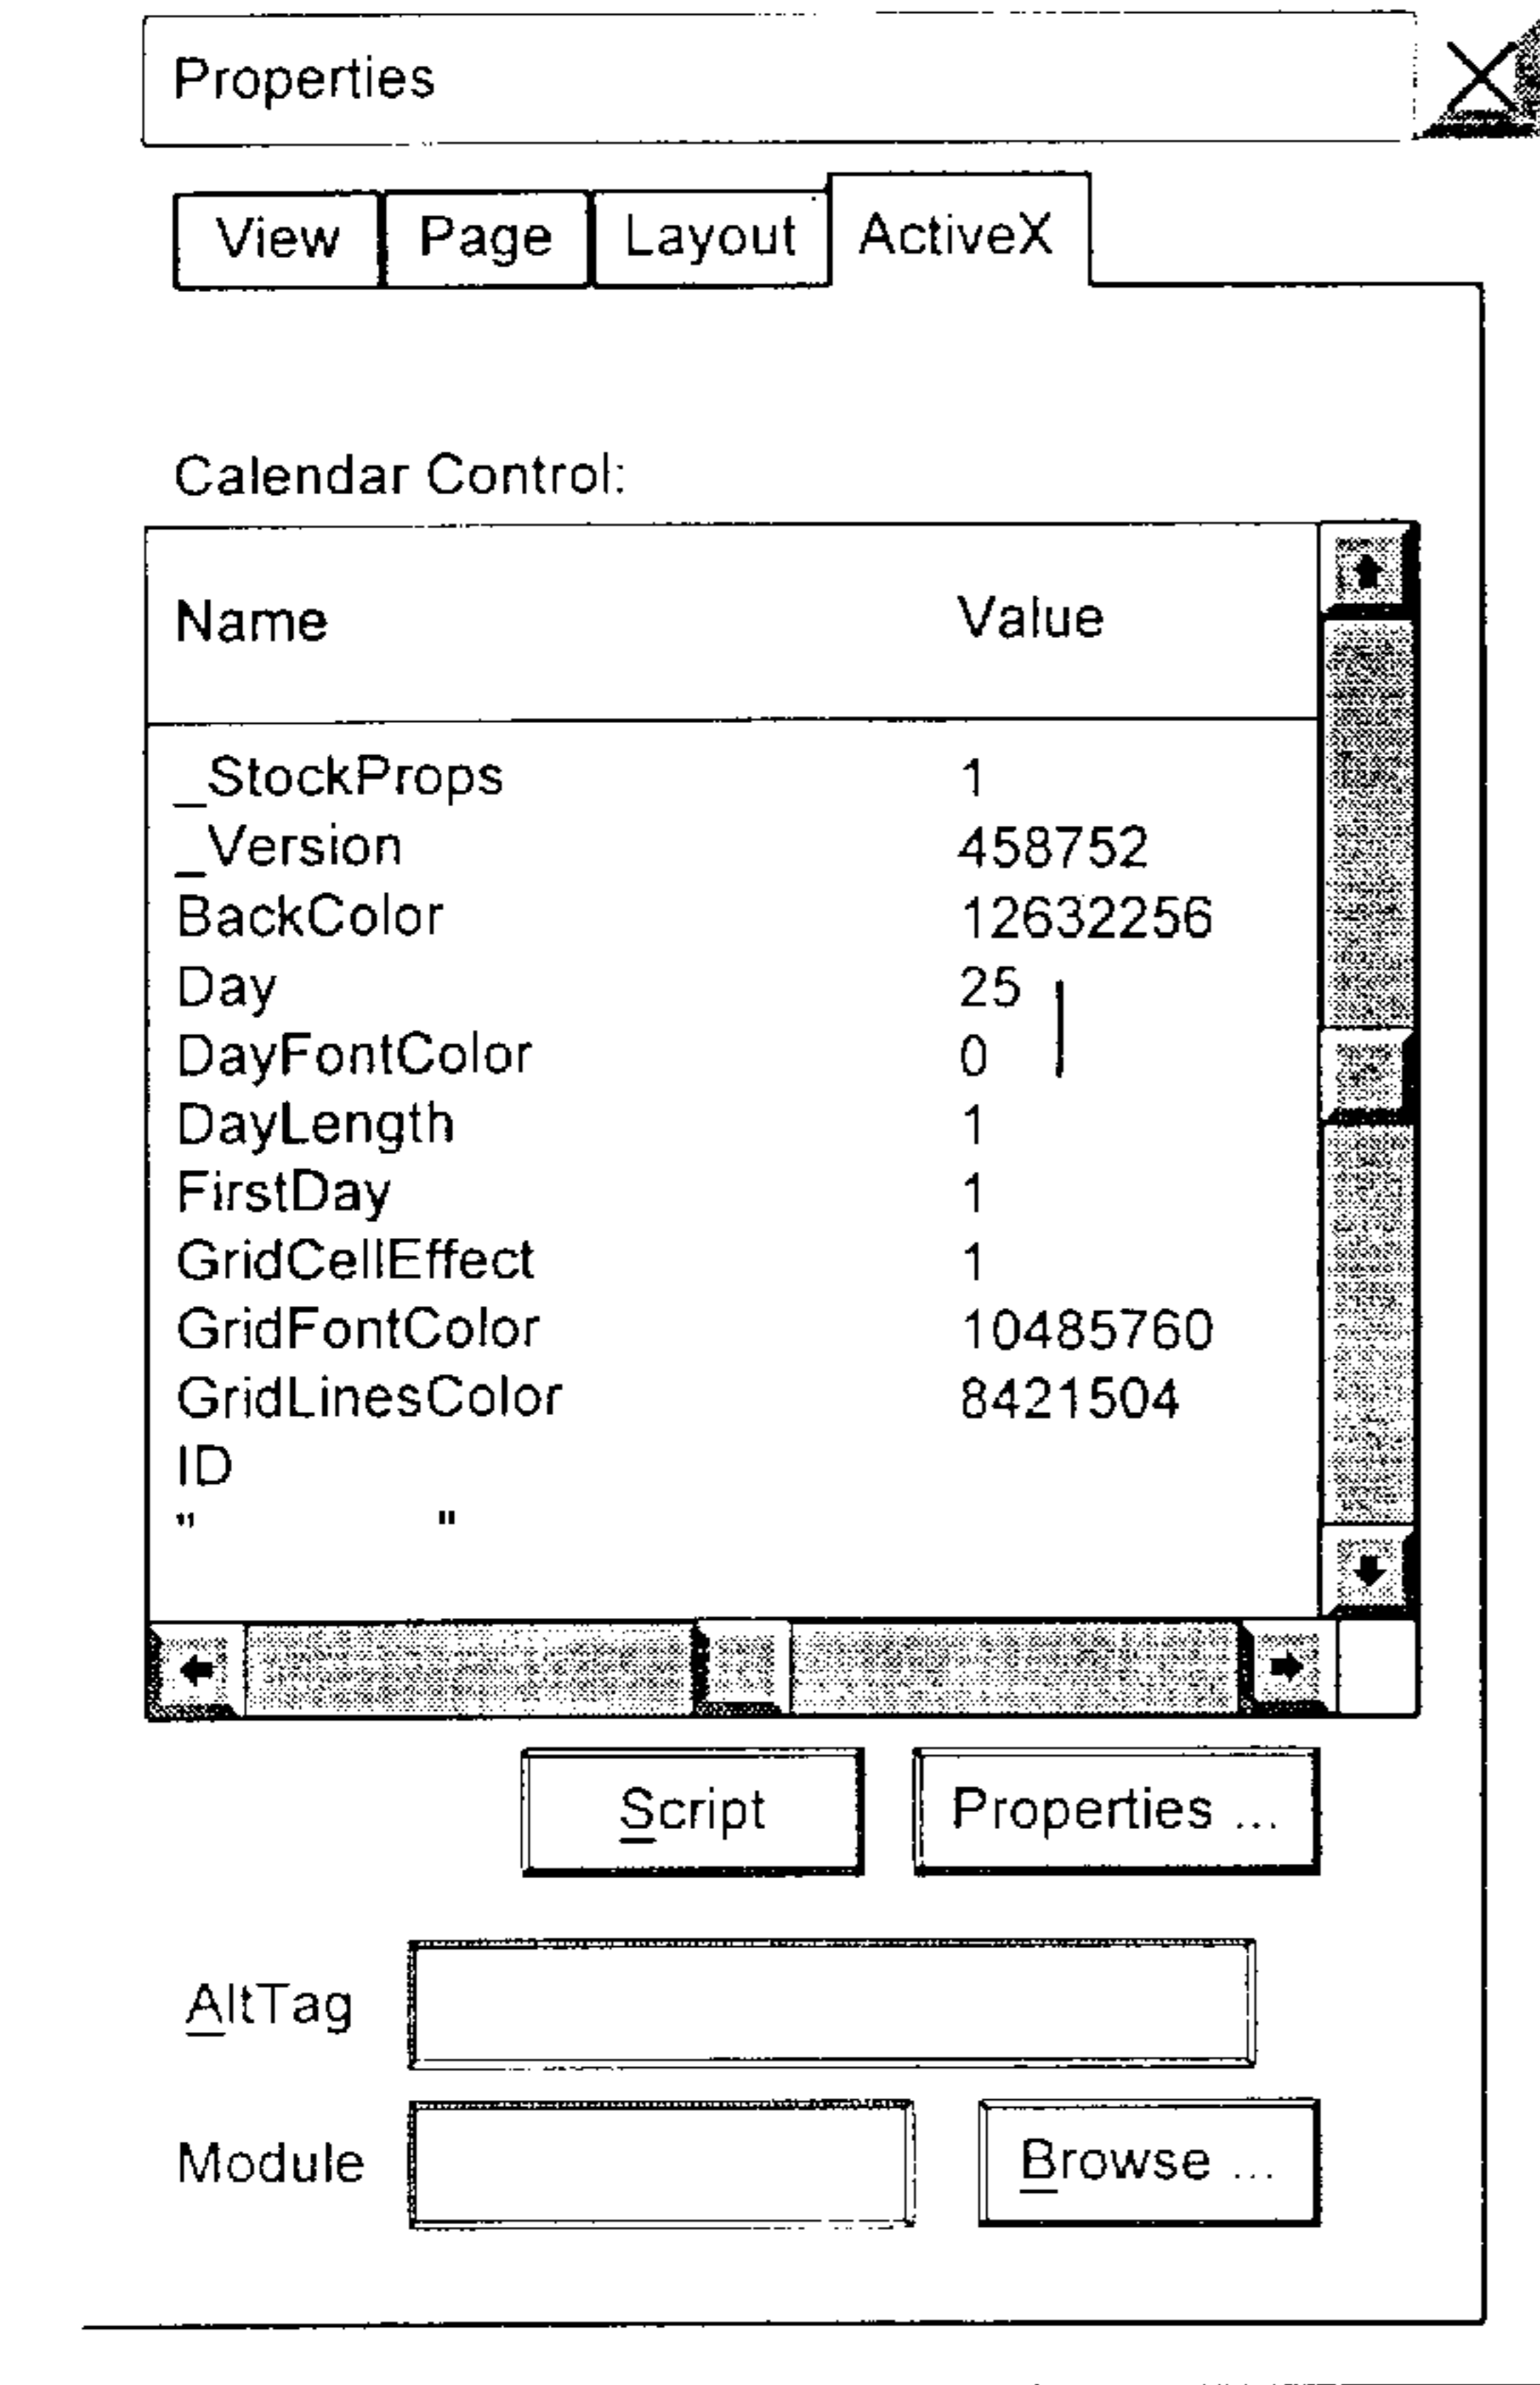 Properties
View Page Layout ActiveX
Calendar Control:
Name Value
_StockProps 1
_Version 458752
BackColor 12632256
Day 25
DayFontColor 0
DayLength 1
FirstDay 1
GridCellEffect 1
GridFontColor 10485760
GridLinesColor 8421504
ID
" "
Script Properties ...
AltTag
Module Browse ...